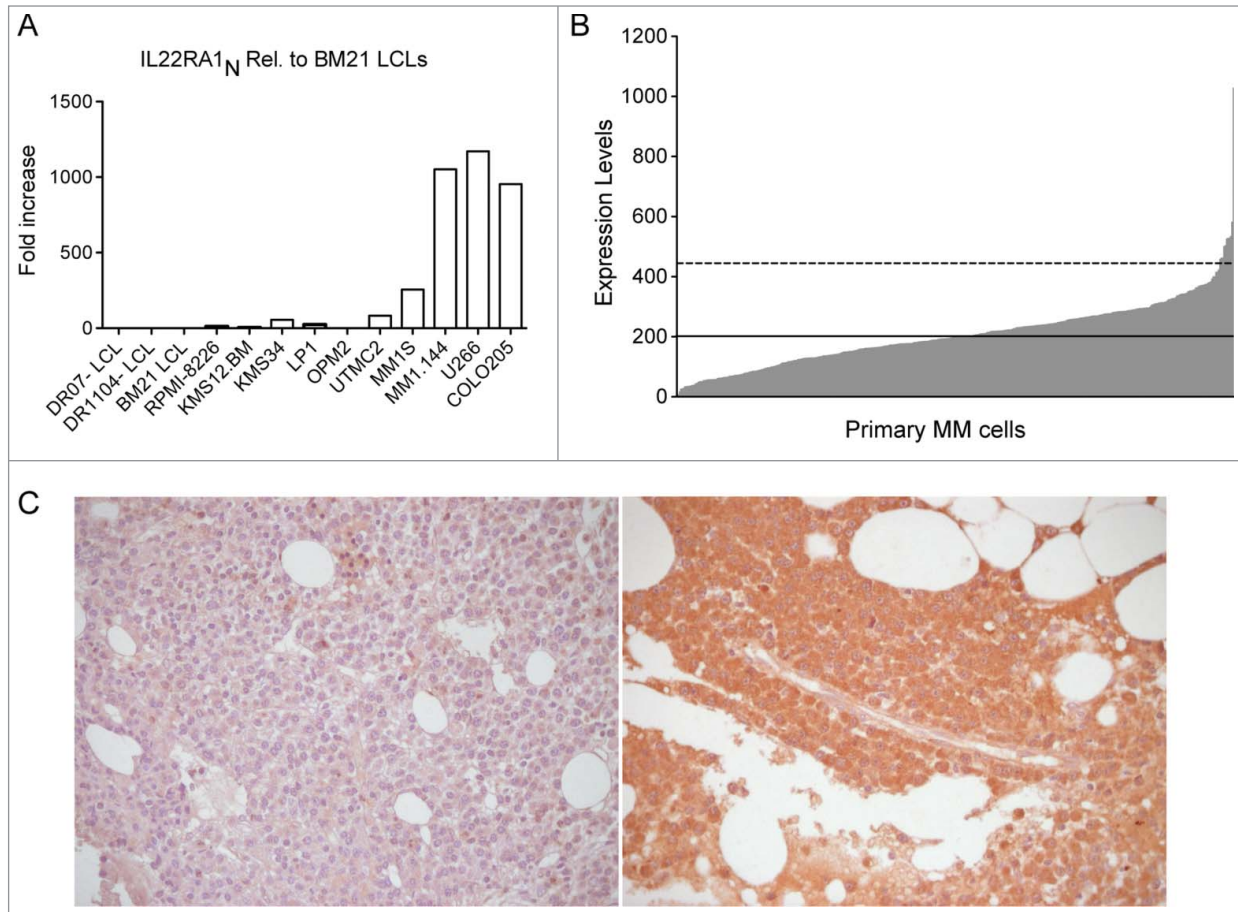 A
IL22RA1N Rel. to BM21 LCLs
Fold increase
1500
1000
500
0
DR07- LCL
DR1104- LCL
BM21 LCL
RPMI-8226
KMS12.BM
KMS34
LP1
OPM2
UTMC2
MM1S
MM1.144
U266
COLO205
B
Expression Levels
1200
1000
800
600
400
200
0
Primary MM cells
C